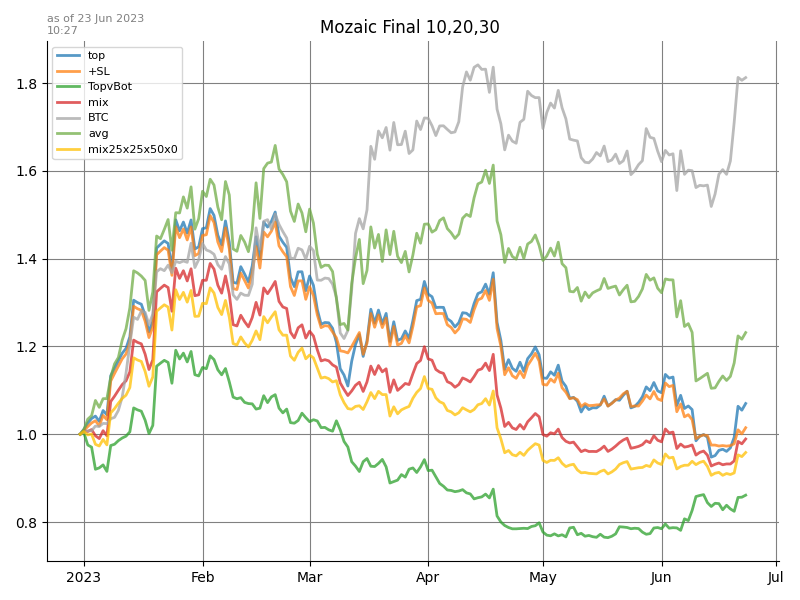 as of 23 Jun 2023
10:27
Mozaic Final 10,20,30
top
+SL
TopvBot
mix
BTC
avg
mix25x25x50x0
1.8
1.6
1.4
1.2
1.0
0.8
2023 Feb Mar Apr May Jun Jul